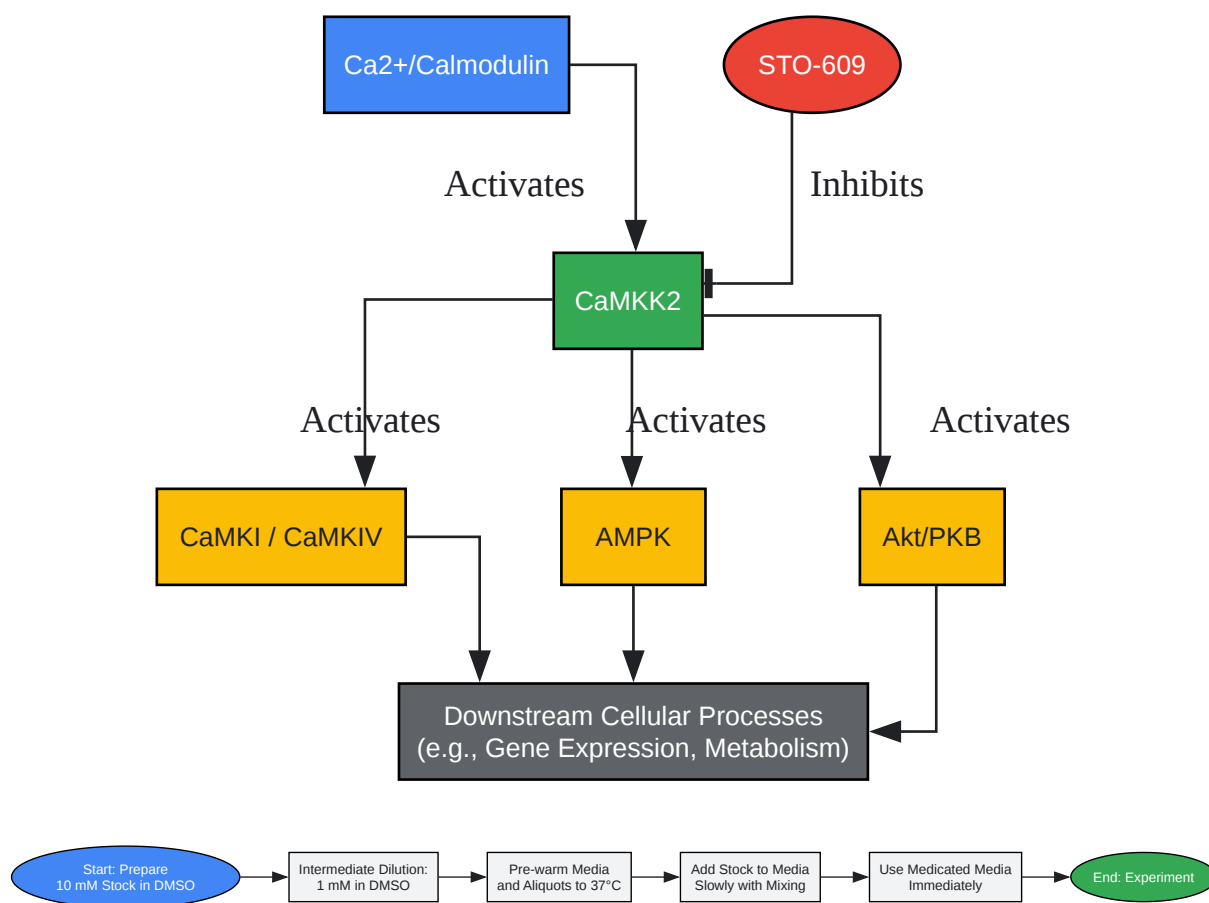 Ca2+/Calmodulin
STO-609
Activates
Inhibits
CaMKK2
Activates
Activates
Activates
CaMKI / CaMKIV
AMPK
Akt/PKB
Downstream Cellular Processes
(e.g., Gene Expression, Metabolism)
Start: Prepare
10 mM Stock in DMSO
Intermediate Dilution:
1 mM in DMSO
Pre-warm Media
and Aliquots to 37°C
Add Stock to Media
Slowly with Mixing
Use Medicated Media
Immediately
End: Experiment